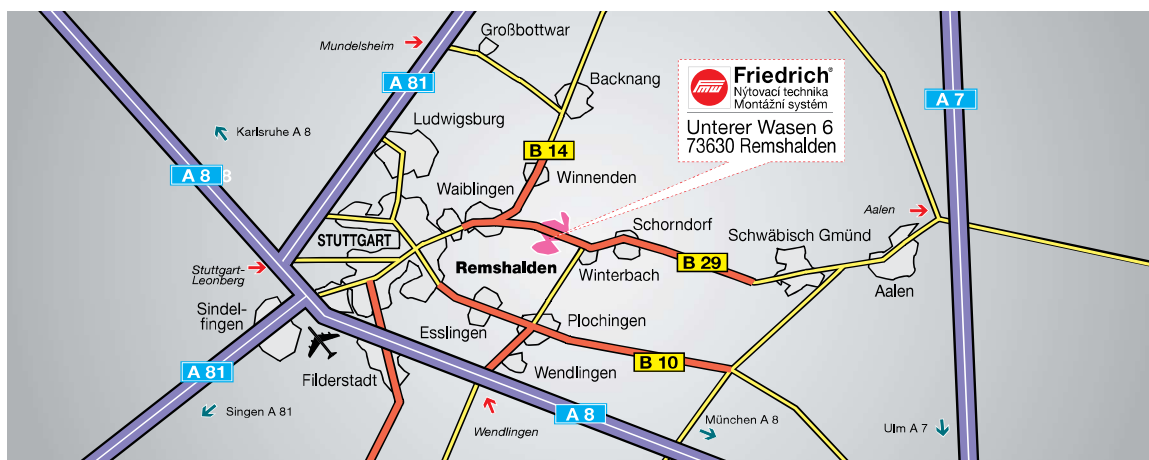 Großbottwar
Mundelsheim
Backnang
A 81
A 7
Friedrich®
Nýtovací technika
Montážní systém
FMW
Unterer Wasen 6
73630 Remshalden
Karlsruhe A 8
Ludwigsburg
B 14
A 8
8
Winnenden
Waiblingen
Aalen
Schorndorf
Schwäbisch Gmünd
STUTTGART
Remshalden
Winterbach
B 29
Stuttgart-
Leonberg
Aalen
Sindel-
fingen
Esslingen
Plochingen
B 10
A 81
Filderstadt
Wendlingen
Singen A 81
A 8
Wendlingen
München A 8
Ulm A 7